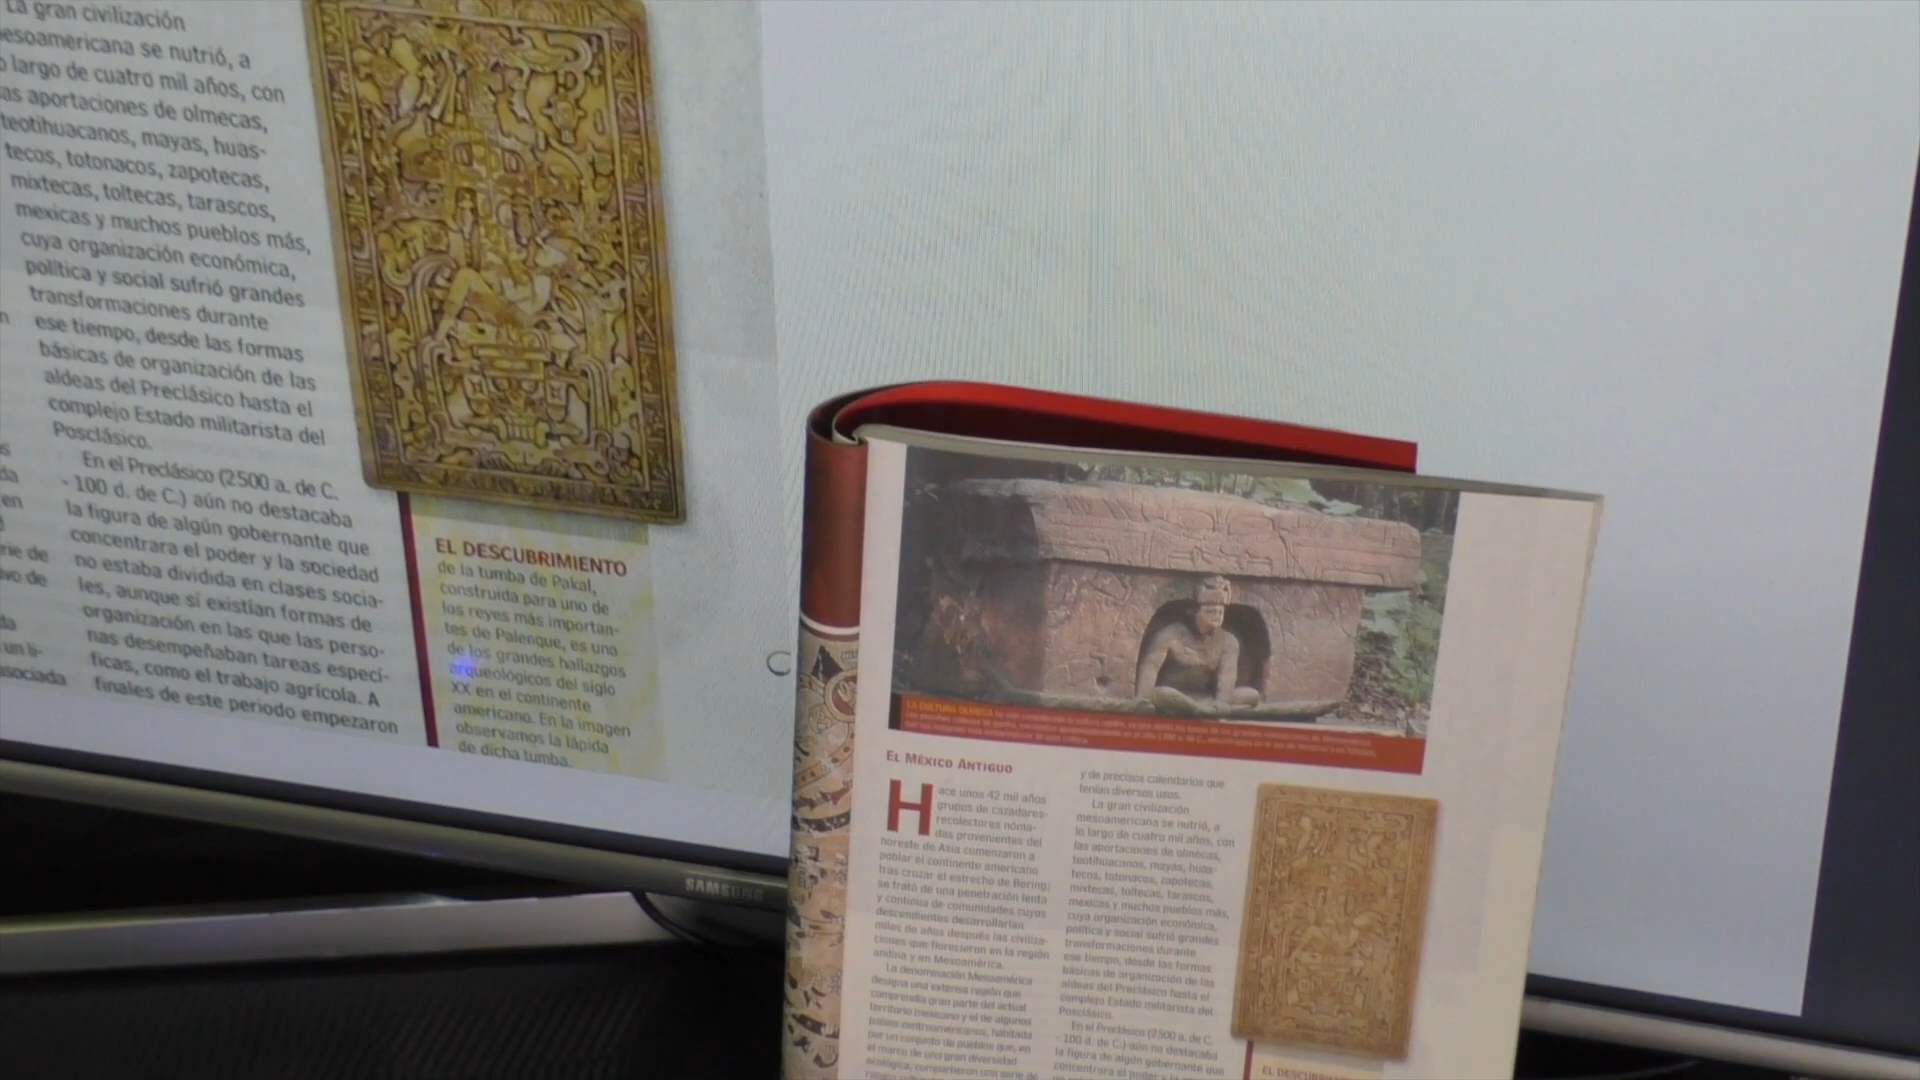 La gran civilización
mesoamericana se nutrió, a
lo largo de cuatro mil años, con
las aportaciones de olmecas,
teotihuacanos, mayas, huas-
tecos, totonacos, zapotecas,
mixtecas, toltecas, tarascos,
mexicas y muchos pueblos más,
cuya organización económica,
política y social sufrió grandes
transformaciones durante
ese tiempo, desde las formas
básicas de organización de las
aldeas del Preclásico hasta el
complejo Estado militarista del
Posclásico.
En el Preclásico (2500 a. de C.
- 100 d. de C.) aún no destacaba
la figura de algún gobernante que
concentrara el poder y la sociedad
no estaba dividida en clases socia-
les, aunque sí existían formas de
organización en las que las perso-
nas desempeñaban tareas especí-
ficas, como el trabajo agrícola. A
finales de este periodo empezaron
en
rie de
vo de
un li-
asociada
EL DESCUBRIMIENTO
de la tumba de Pakal,
construida para uno de
los reyes más importan-
tes de Palenque, es uno
de los grandes hallazgos
arqueológicos del siglo
XX en el continente
americano. En la imagen
observamos la lápida
de dicha tumba.
SAMSUNG
LA CULTURA OLMECA
EL MÉXICO ANTIGUO
Hace unos 42 mil años
grupos de cazadores-
recolectores nóma-
das provenientes del
noreste de Asia comenzaron a
poblar el continente americano
tras cruzar el estrecho de Bering;
se trató de una penetración lenta
y continua de comunidades cuyos
descendientes desarrollarían
miles de años después las civiliza-
ciones que florecieron en la región
andina y en Mesoamérica.
La denominación Mesoamérica
designa una extensa región que
comprendía gran parte del actual
territorio mexicano y el de algunos
países centroamericanos, habitada
por un conjunto de pueblos que, en
el marco de una gran diversidad
ecológica, compartieron una serie de
y de precisos calendarios que
tenían diversos usos.
La gran civilización
mesoamericana se nutrió, a
lo largo de cuatro mil años, con
las aportaciones de olmecas,
teotihuacanos, mayas, huas-
tecos, totonacos, zapotecas,
mixtecas, toltecas, tarascos,
mexicas y muchos pueblos más,
cuya organización económica,
política y social sufrió grandes
transformaciones durante
ese tiempo, desde las formas
básicas de organización de las
aldeas del Preclásico hasta el
complejo Estado militarista del
Posclásico.
En el Preclásico (2500 a. de C.
- 100 d. de C.) aún no destacaba
la figura de algún gobernante que
concentrara el poder y la sociedad
EL DESCUBRIMIENTO